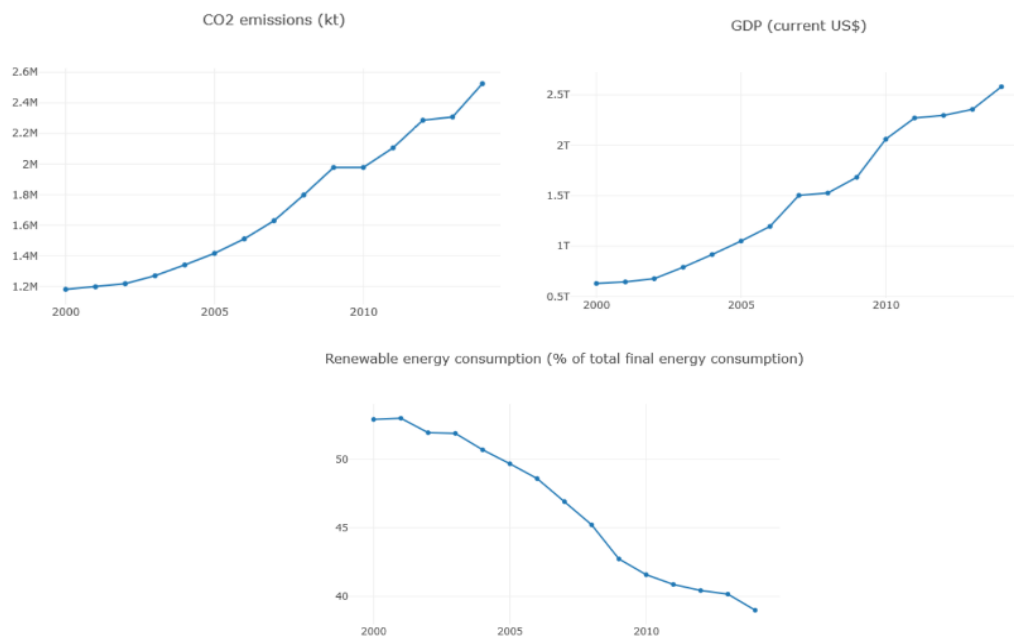 CO2 emissions (kt)
2.6M
2.4M
2.2M
2M
1.8M
1.6M
1.4M
1.2M
2000 2005 2010
GDP (current US$)
2.5T
2T
1.5T
1T
0.5T
2000 2005 2010
Renewable energy consumption (% of total final energy consumption)
50
45
40
2000 2005 2010